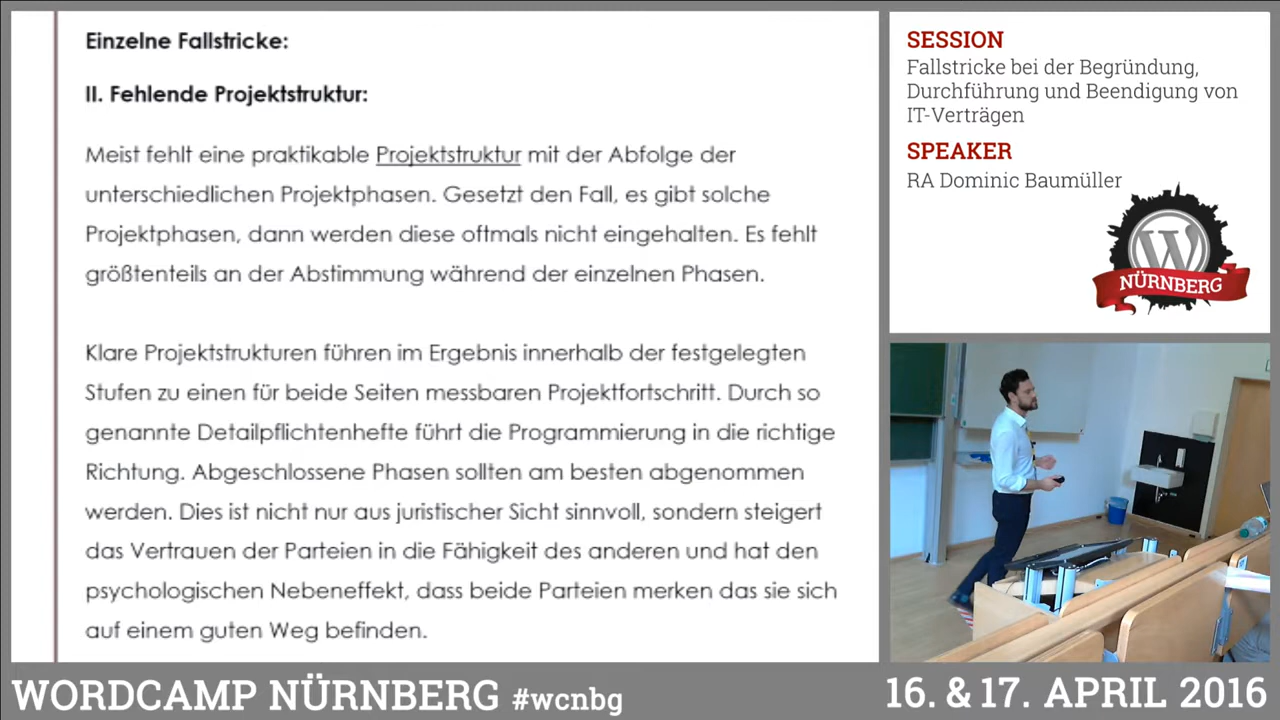 Einzelne Fallstricke:
II. Fehlende Projektstruktur:
Meist fehlt eine praktikable Projektstruktur mit der Abfolge der
unterschiedlichen Projektphasen. Gesetzt den Fall, es gibt solche
Projektphasen, dann werden diese oftmals nicht eingehalten. Es fehlt
größtenteils an der Abstimmung während der einzelnen Phasen.
Klare Projektstrukturen führen im Ergebnis innerhalb der festgelegten
Stufen zu einen für beide Seiten messbaren Projektfortschritt. Durch so
genannte Detailpflichtenhefte führt die Programmierung in die richtige
Richtung. Abgeschlossene Phasen sollten am besten abgenommen
werden. Dies ist nicht nur aus juristischer Sicht sinnvoll, sondern steigert
das Vertrauen der Parteien in die Fähigkeit des anderen und hat den
psychologischen Nebeneffekt, dass beide Parteien merken das sie sich
auf einem guten Weg befinden.
SESSION
Fallstricke bei der Begründung,
Durchführung und Beendigung von
IT-Verträgen
SPEAKER
RA Dominic Baumüller
W
NÜRNBERG
WORDCAMP NÜRNBERG #wcnbg
16. & 17. APRIL 2016